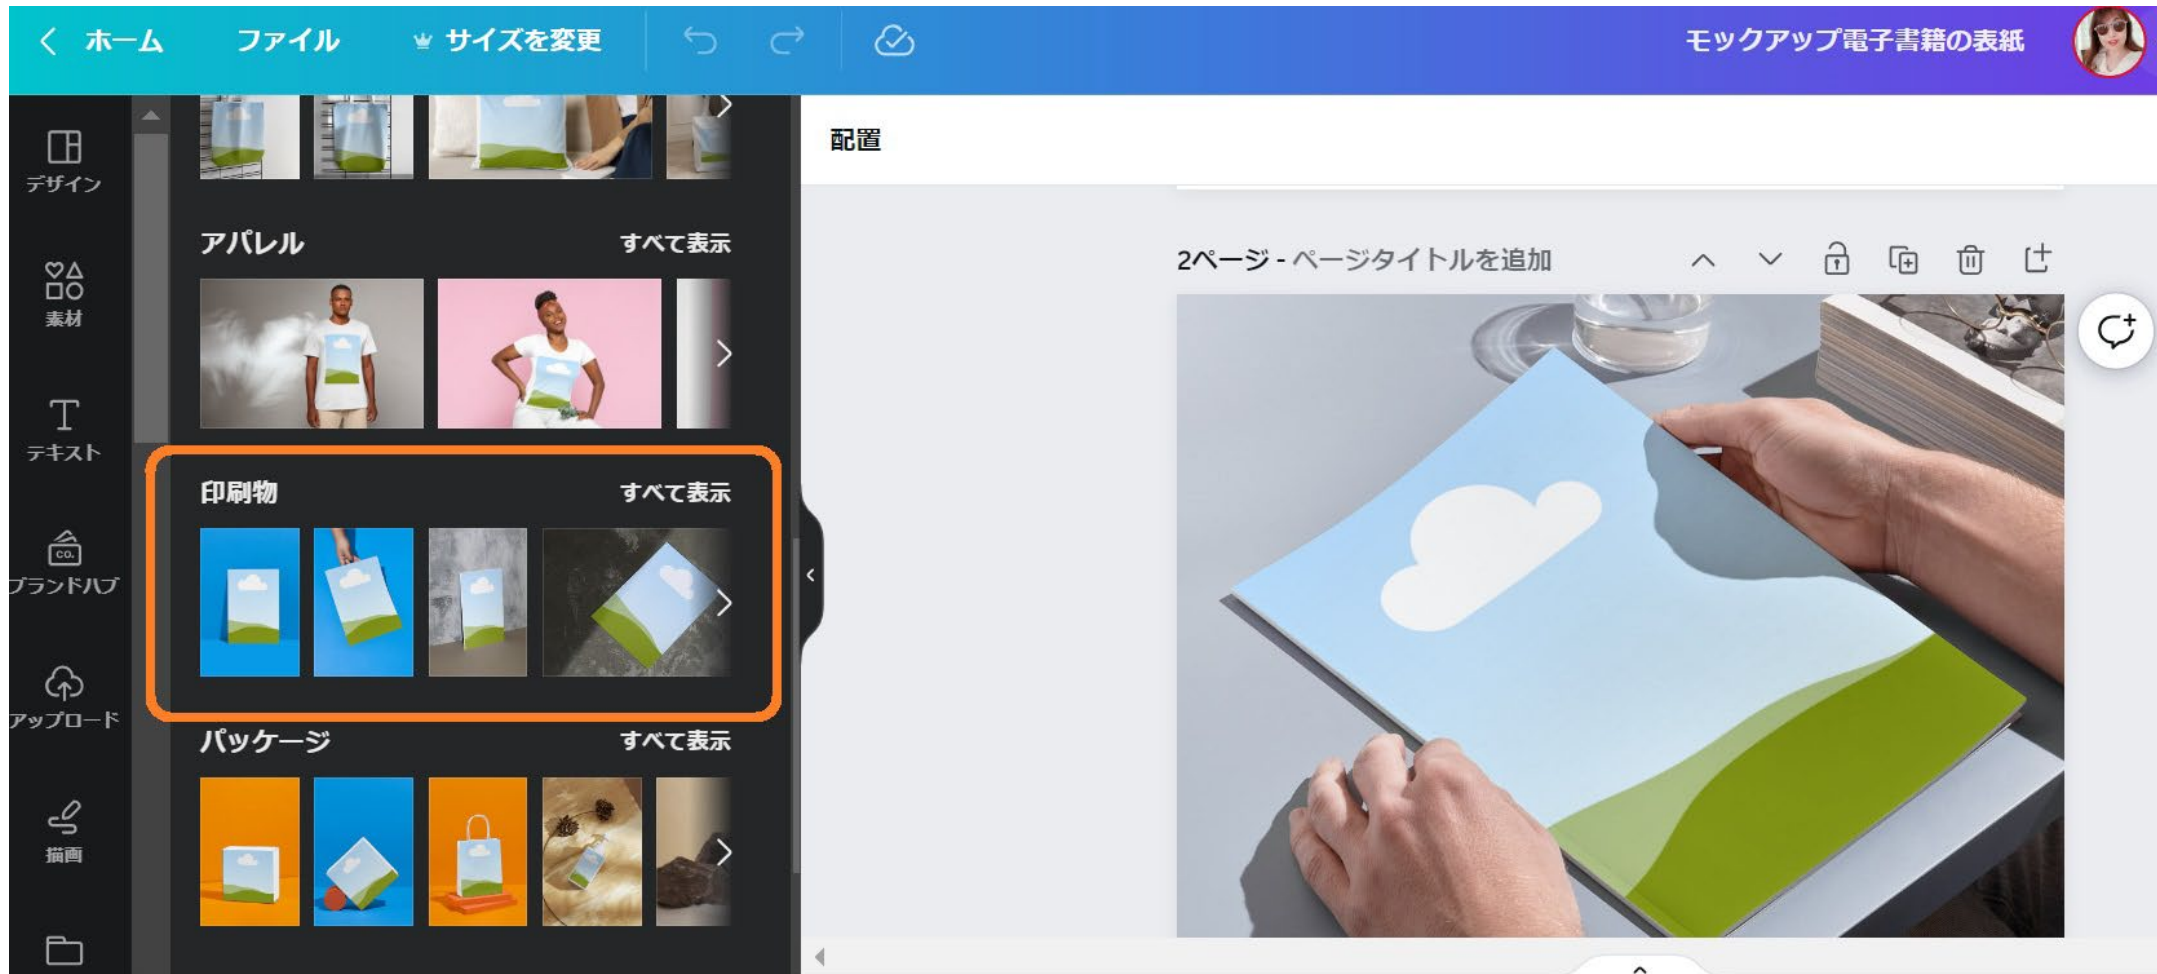 ホーム
ファイル
サイズを変更
モックアップ電子書籍の表紙
デザイン
素材
テキスト
CO.
ブランドハブ
アップロード
描画
アパレル すべて表示
印刷物 すべて表示
パッケージ すべて表示
配置
2ページ - ページタイトルを追加